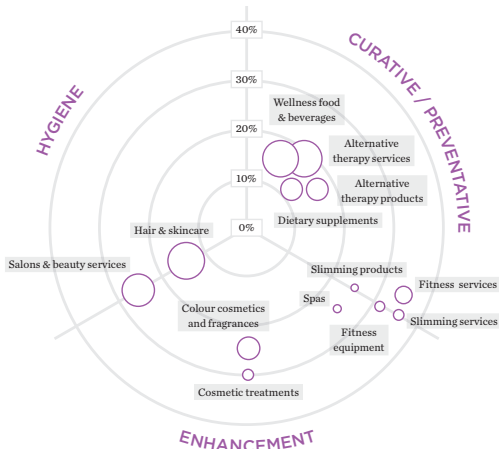 40%
HYGIENE
CURATIVE / PREVENTATIVE
30%
Wellness food
& beverages
20%
Alternative
therapy services
10%
Alternative
therapy products
Dietary supplements
0%
Hair & skincare
Salons & beauty services
Slimming products
Fitness services
Spas
Colour cosmetics
and fragrances
Slimming services
Fitness
equipment
Cosmetic treatments
ENHANCEMENT